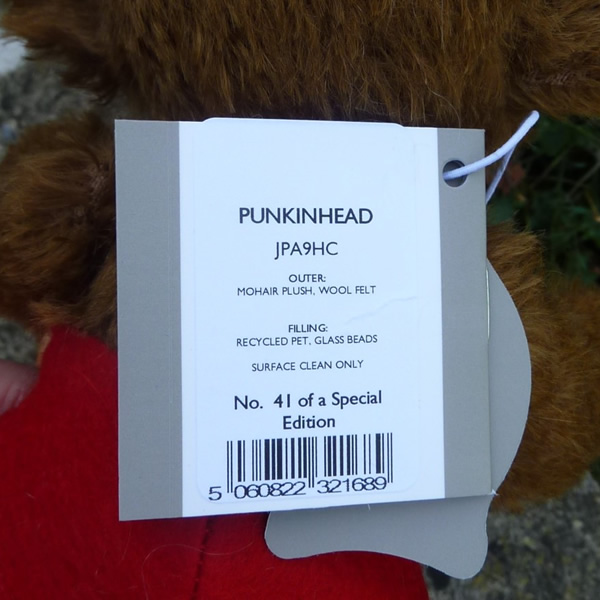 PUNKINHEAD
JPA9HC
OUTER:
MOHAIR PLUSH, WOOL FELT
FILLING:
RECYCLED PET, GLASS BEADS
SURFACE CLEAN ONLY
No. 41 of a Special
Edition
5 060822 321689